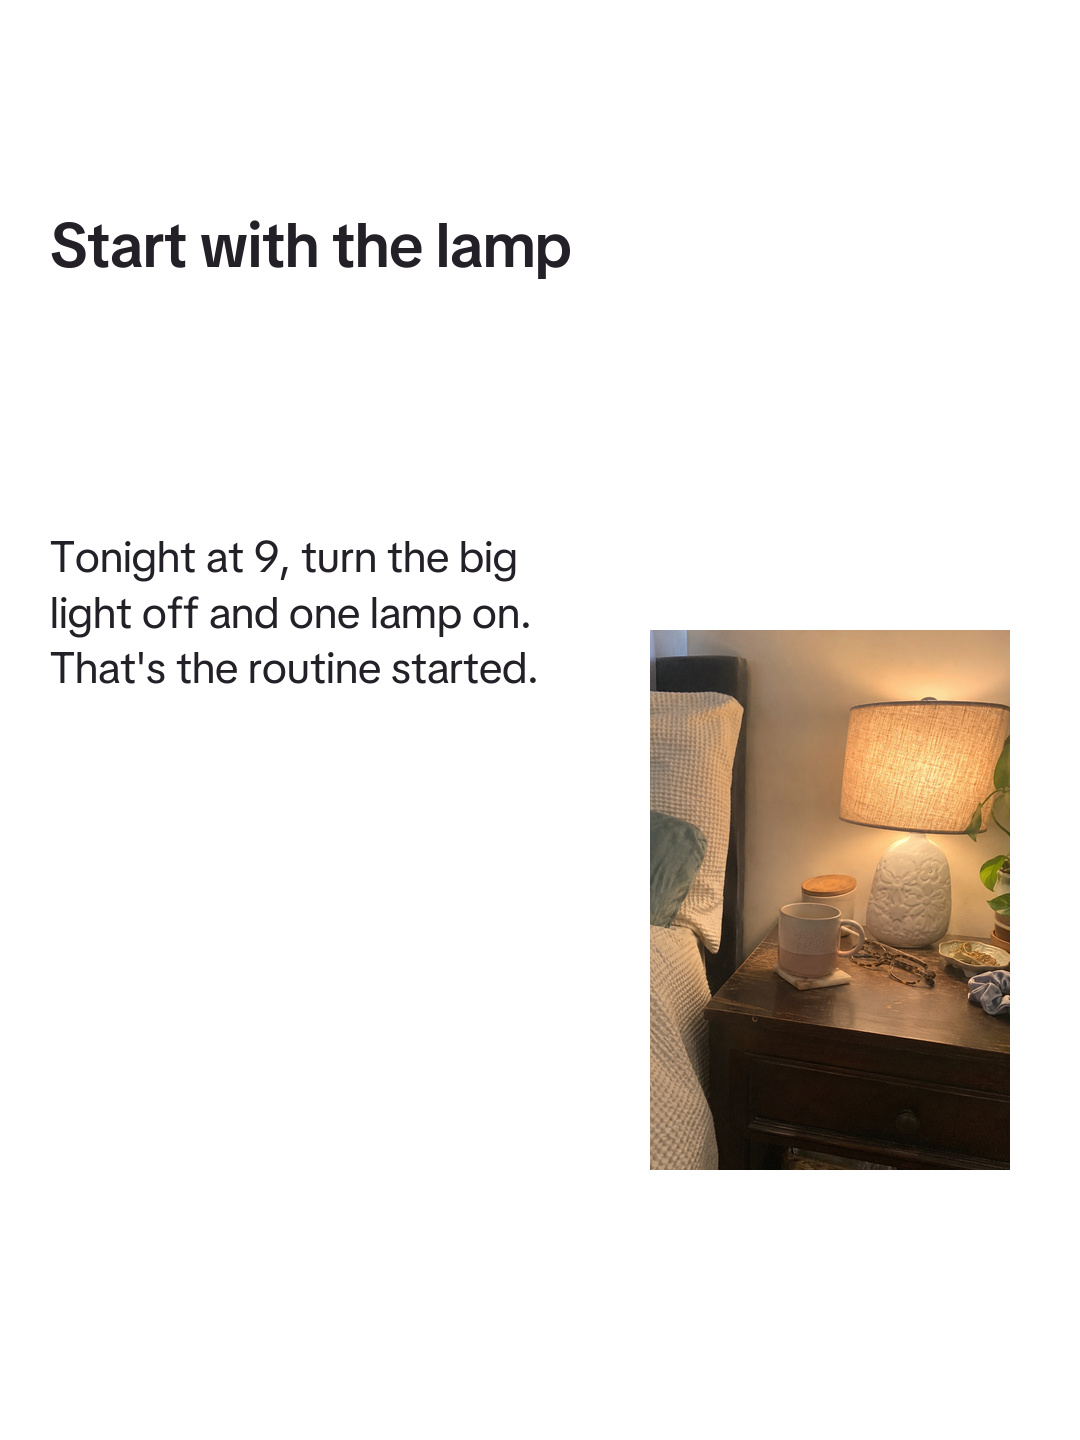 Start with the lamp
Tonight at 9, turn the big
light off and one lamp on.
That's the routine started.